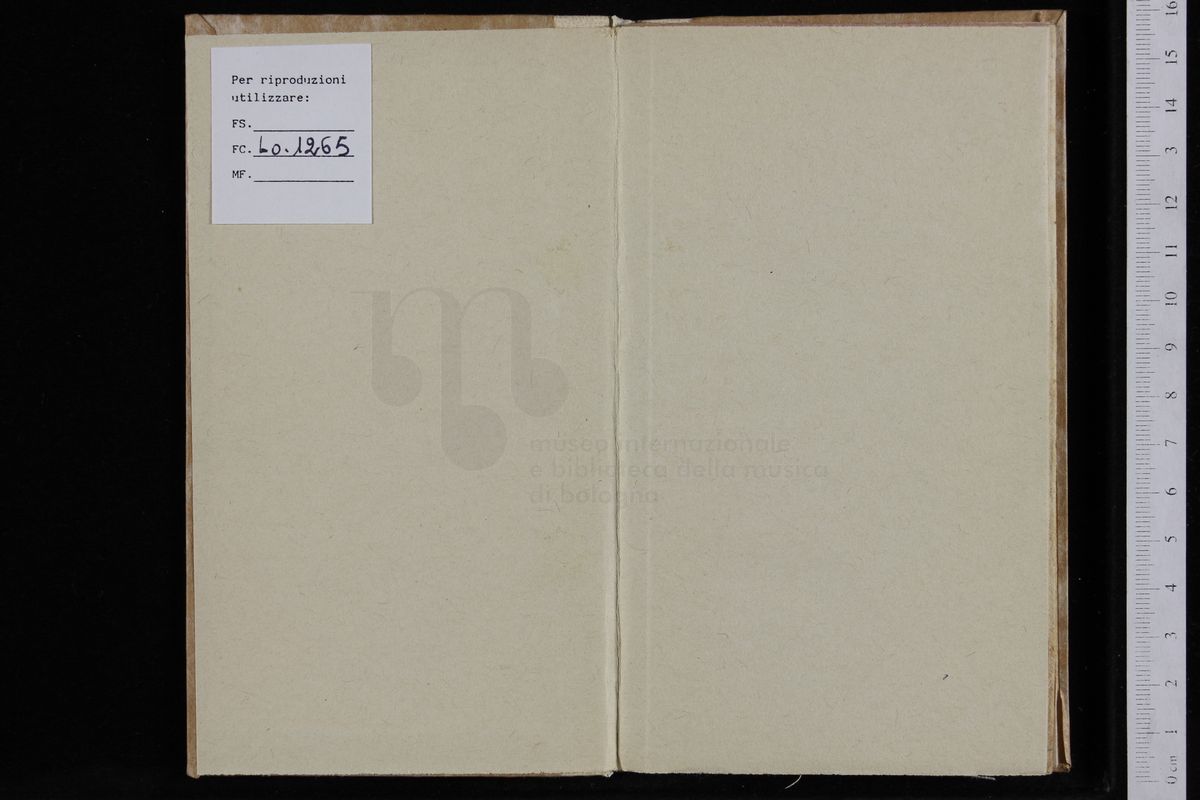 Per riproduzioni
utilizzare:
FS.
FC. Lo.1265
MF.
museo internazionale
e biblioteca della musica
di bologna
16
15
14
13
12
11
10
9
8
7
6
5
4
3
2
1
0 cm